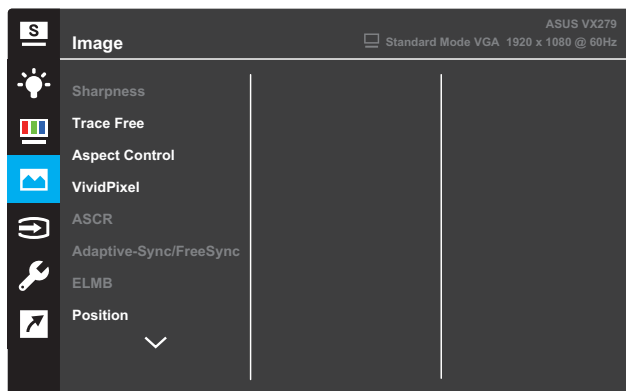 S
ASUS VX279
Image
Standard Mode VGA 1920 x 1080 @ 60Hz
Sharpness
Trace Free
Aspect Control
VividPixel
ASCR
Adaptive-Sync/FreeSync
ELMB
Position